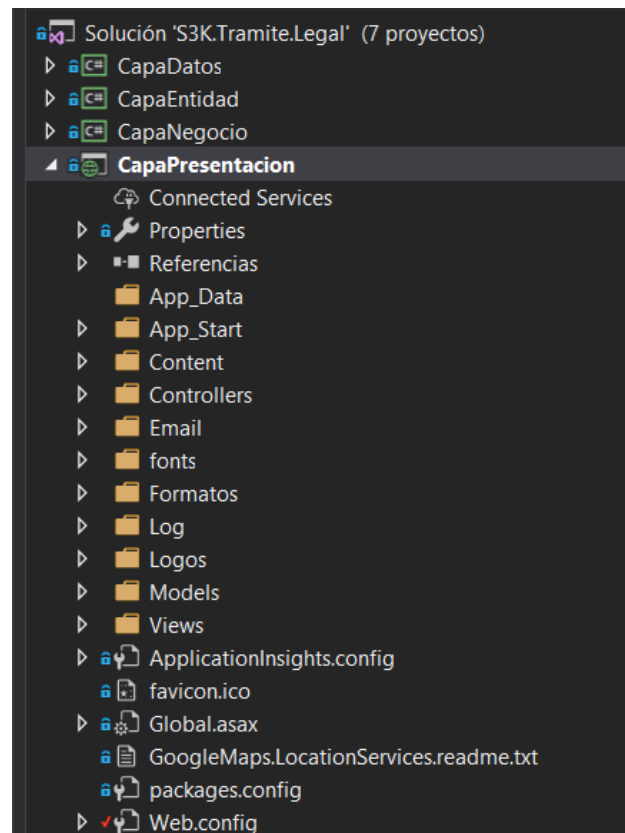 Solución 'S3K.Tramite.Legal' (7 proyectos)
C# CapaDatos
C# CapaEntidad
C# CapaNegocio
CapaPresentacion
Connected Services
Properties
Referencias
App_Data
App_Start
Content
Controllers
Email
fonts
Formatos
Log
Logos
Models
Views
ApplicationInsights.config
favicon.ico
Global.asax
GoogleMaps.LocationServices.readme.txt
packages.config
Web.config